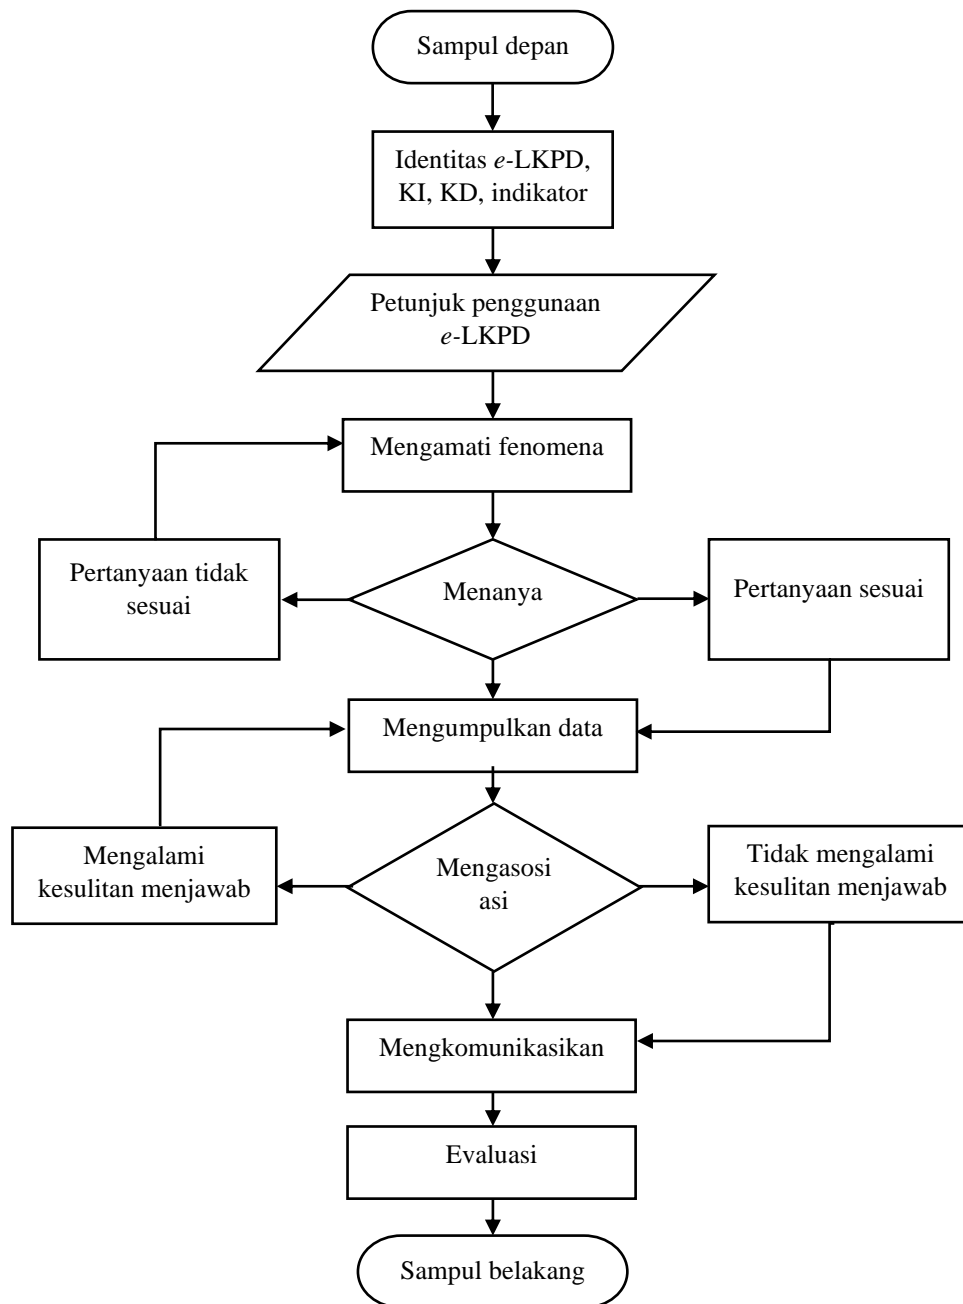 Sampul depan
Identitas e-LKPD,
KI, KD, indikator
Petunjuk penggunaan
e-LKPD
Mengamati fenomena
Pertanyaan tidak
sesuai
Menanya
Pertanyaan sesuai
Mengumpulkan data
Mengalami
kesulitan menjawab
Mengasosi
asi
Tidak mengalami
kesulitan menjawab
Mengkomunikasikan
Evaluasi
Sampul belakang